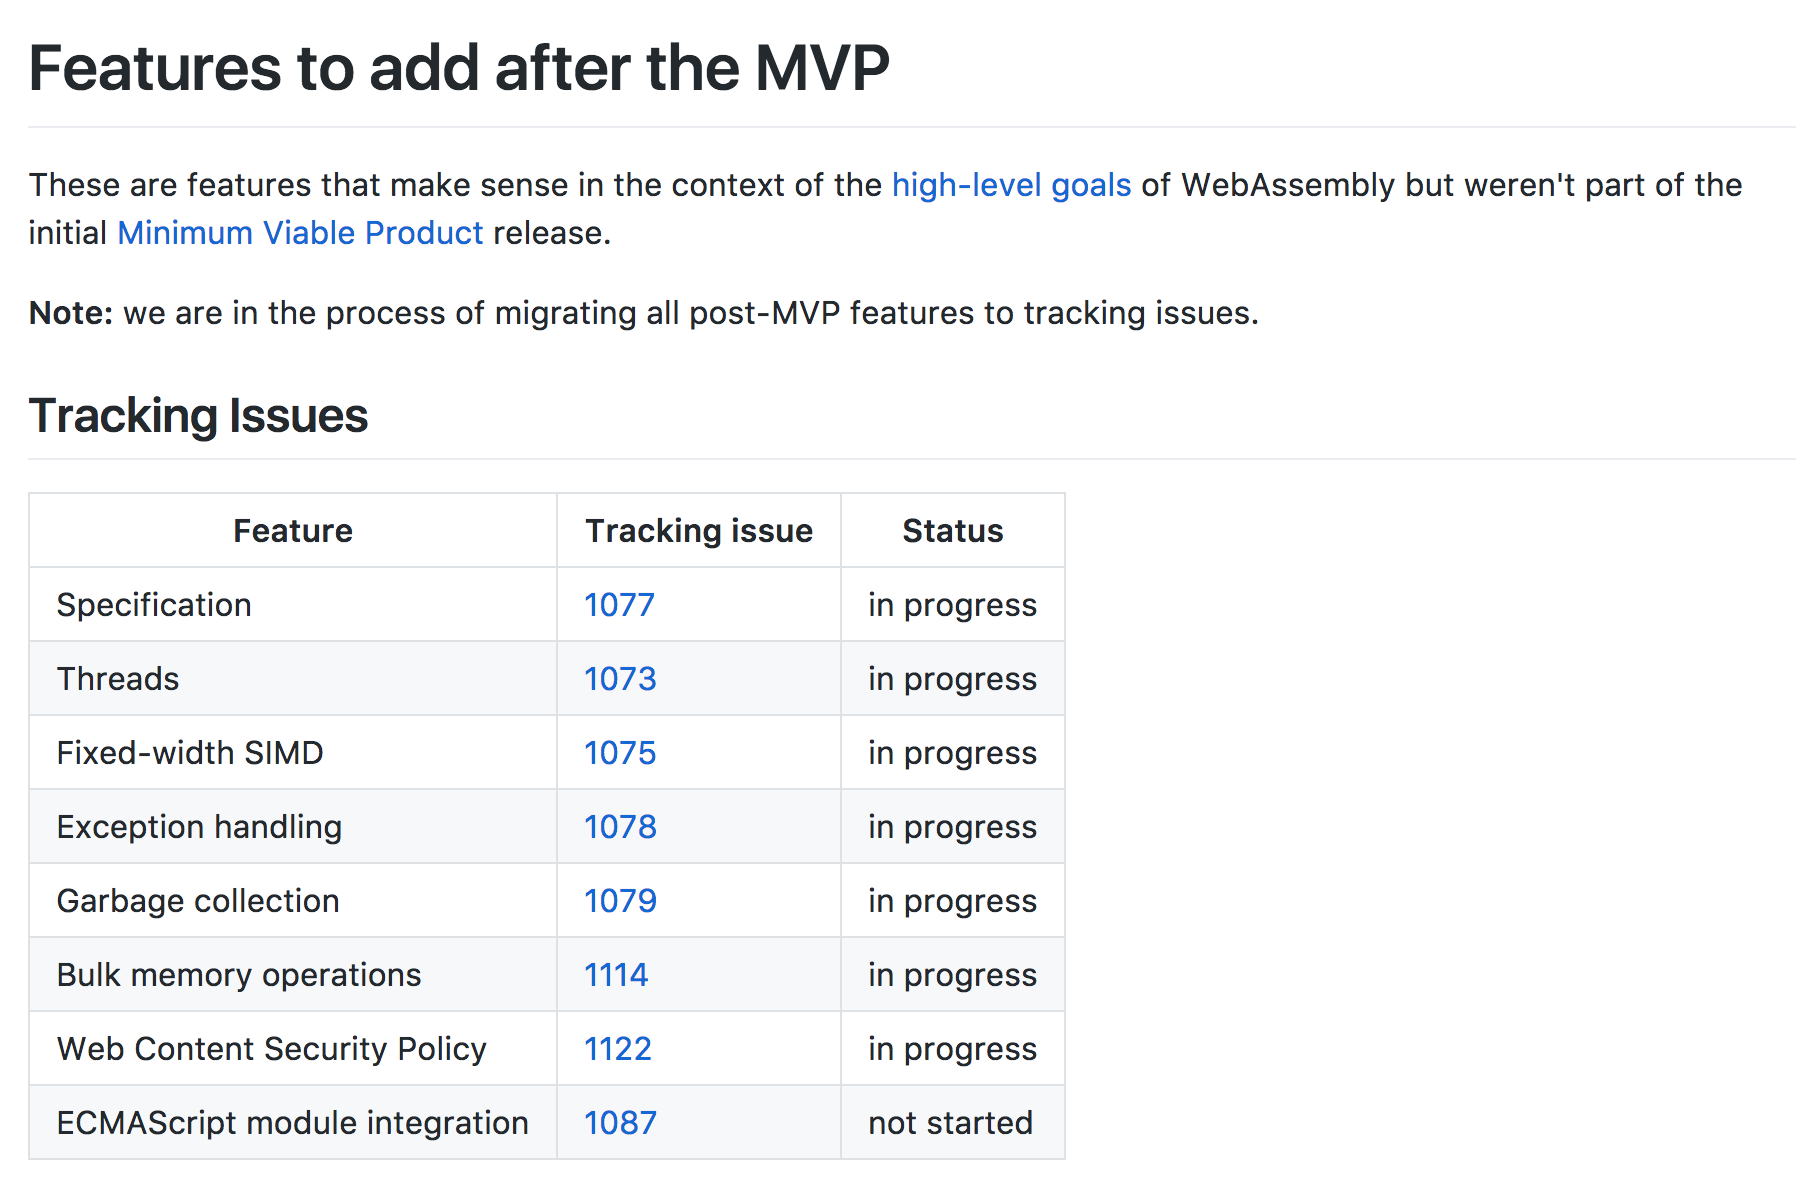 Features to add after the MVP
These are features that make sense in the context of the high-level goals of WebAssembly but weren't part of the
initial Minimum Viable Product release.
Note: we are in the process of migrating all post-MVP features to tracking issues.
Tracking Issues
Feature Tracking issue Status
Specification 1077 in progress
Threads 1073 in progress
Fixed-width SIMD 1075 in progress
Exception handling 1078 in progress
Garbage collection 1079 in progress
Bulk memory operations 1114 in progress
Web Content Security Policy 1122 in progress
ECMAScript module integration 1087 not started